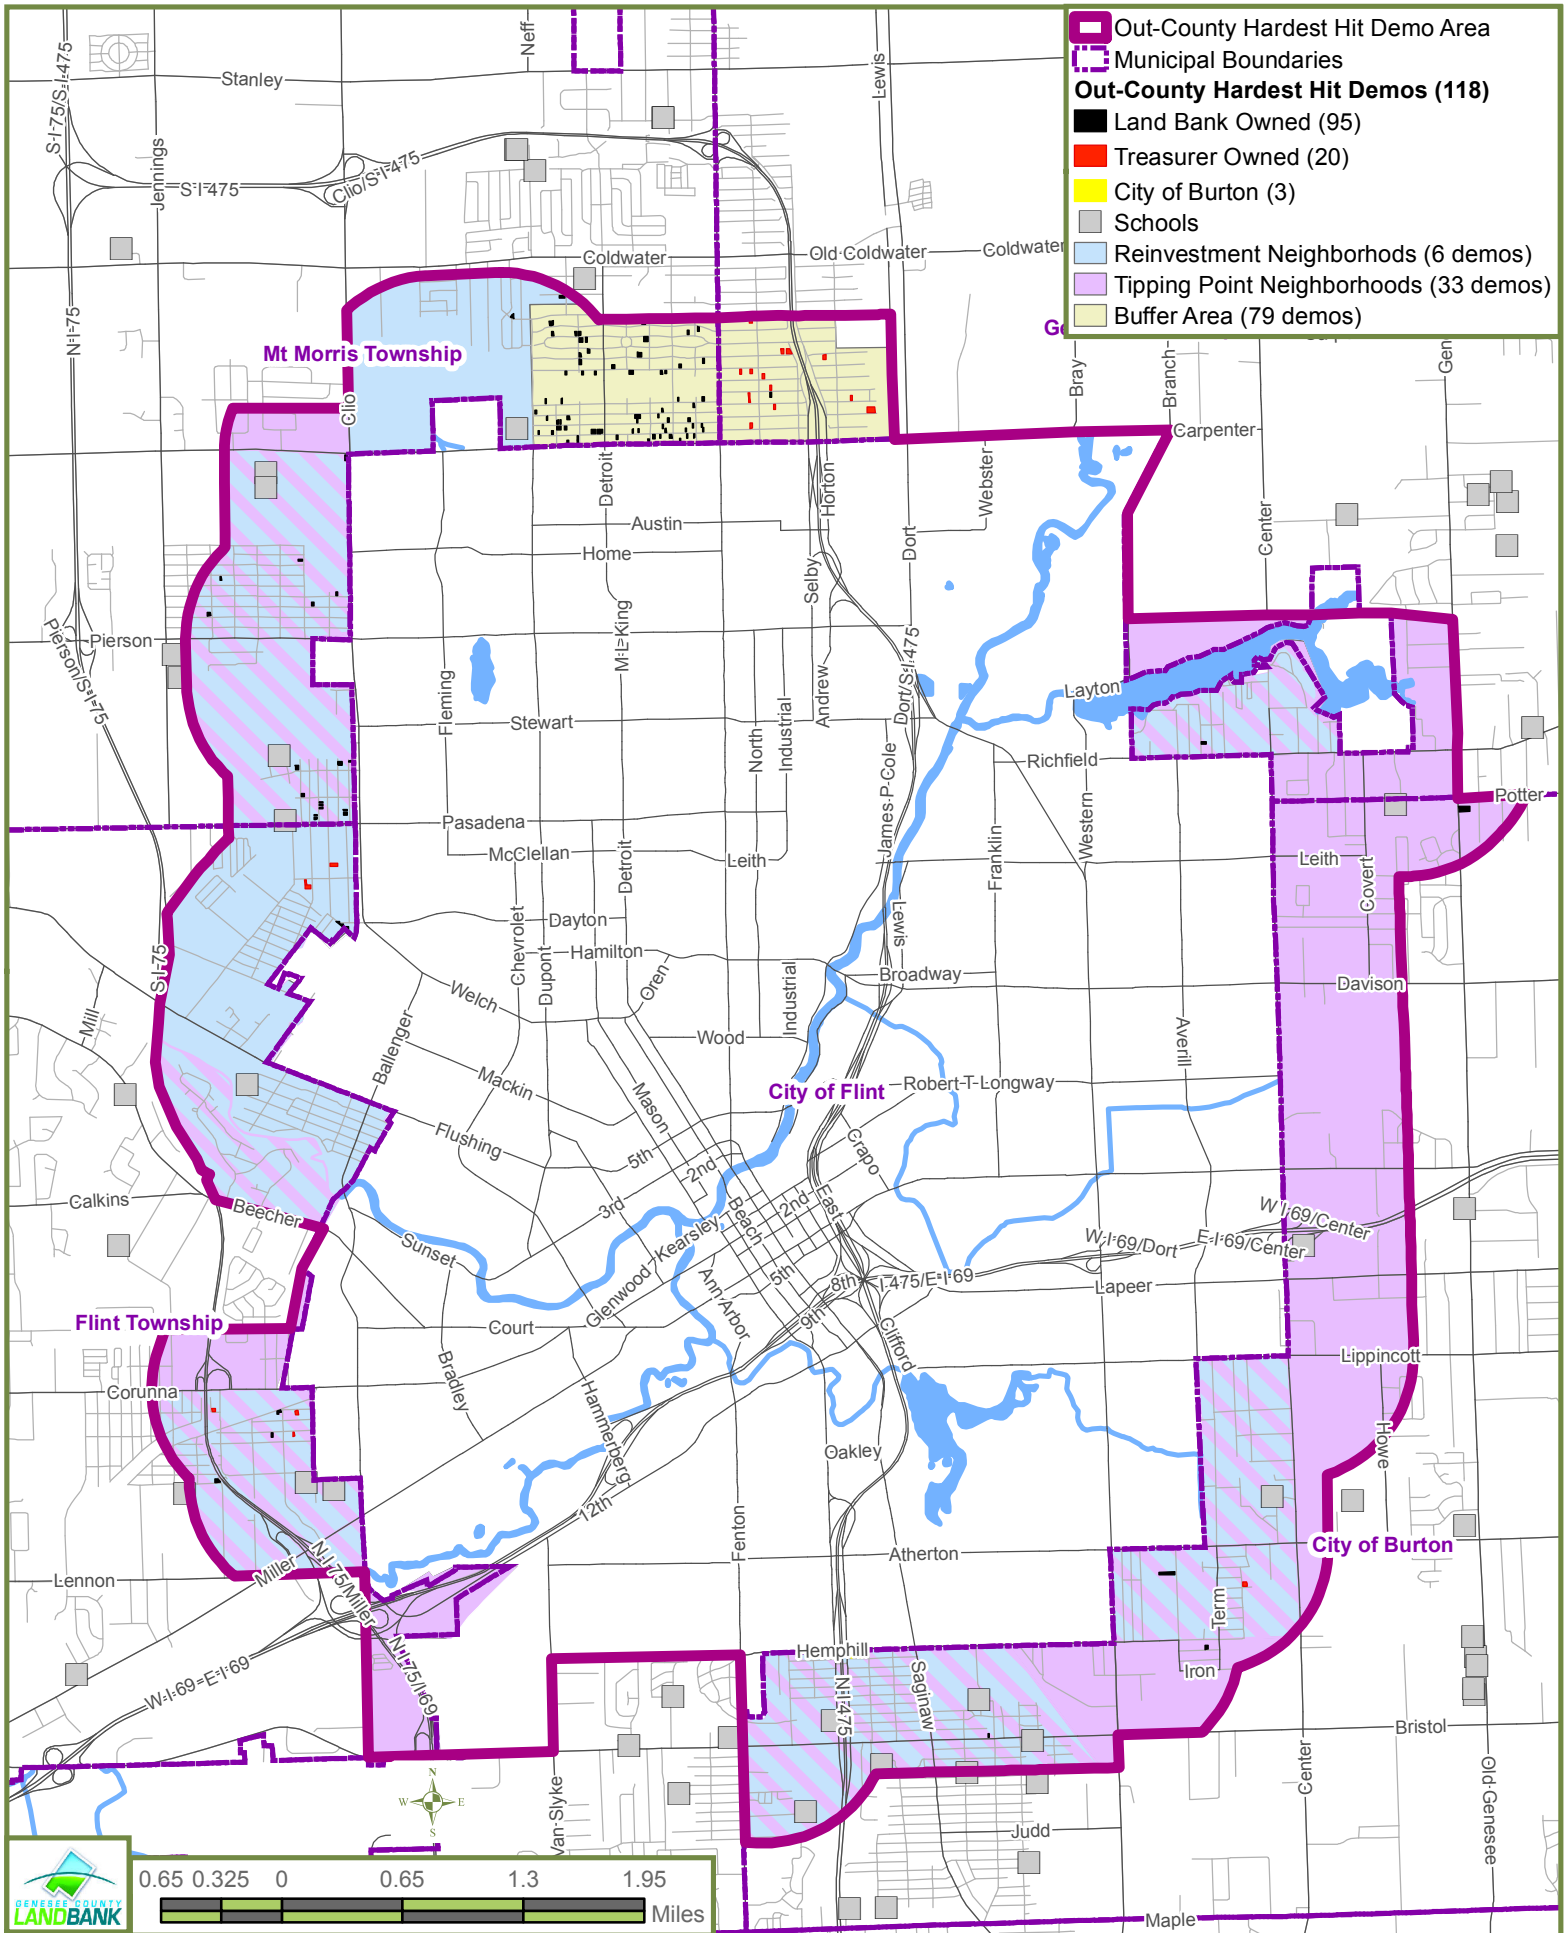 Out-County Hardest Hit Demo Area
Municipal Boundaries
Out-County Hardest Hit Demos (118)
Land Bank Owned (95)
Treasurer Owned (20)
City of Burton (3)
Schools
Reinvestment Neighborhods (6 demos)
Tipping Point Neighborhoods (33 demos)
Buffer Area (79 demos)
S-I-75/S-I-475
Neff
Lewis
Stanley
Jennings
S-I-475
Clio/S-I-475
Coldwater
Old-Coldwater
Coldwater
N-I-75
Ge
Gen
Mt Morris Township
Bray
Branch
Clio
Carpenter
Detroit
Horton
Webster
Center
Austin
Dort
Home
Selby
M-L-King
Pierson
Pierson/S-I-75
Fleming
Andrew
Dort/S-I-475
Layton
Stewart
North
Industrial
James-P-Cole
Richfield
Western
Potter
Pasadena
McClellan
Detroit
Leith
Franklin
Leith
Covert
Chevrolet
Dayton
Lewis
S-I-75
Dupont
Hamilton
Oren
Broadway
Davison
Welch
Industrial
Mill
Wood
Averill
Ballenger
Mackin
City of Flint
Robert-T-Longway
Mason
Flushing
5th
Crapo
2nd
Calkins
Beecher
3rd
Beach
2nd
East
W-I-69/Center
Sunset
Kearsley
W-I-69/Dort
E-I-69/Center
Glenwood
Ann-Arbor
5th
8th
I-475/E-I-69
Lapeer
Flint Township
Court
9th
Clifford
Lippincott
Corunna
Bradley
Hammerberg
Howe
Oakley
12th
Fenton
Atherton
City of Burton
Lennon
Miller
N-I-75/Miller
Term
Hemphill
Iron
W-I-69-E-I-69
N-I-75/I-69
N-I-475
Saginaw
Bristol
Center
Old-Genesee
Van-Slyke
N
W
E
S
Judd
0.65 0.325 0 0.65 1.3 1.95
Miles
GENESEE COUNTY
LANDBANK
Maple